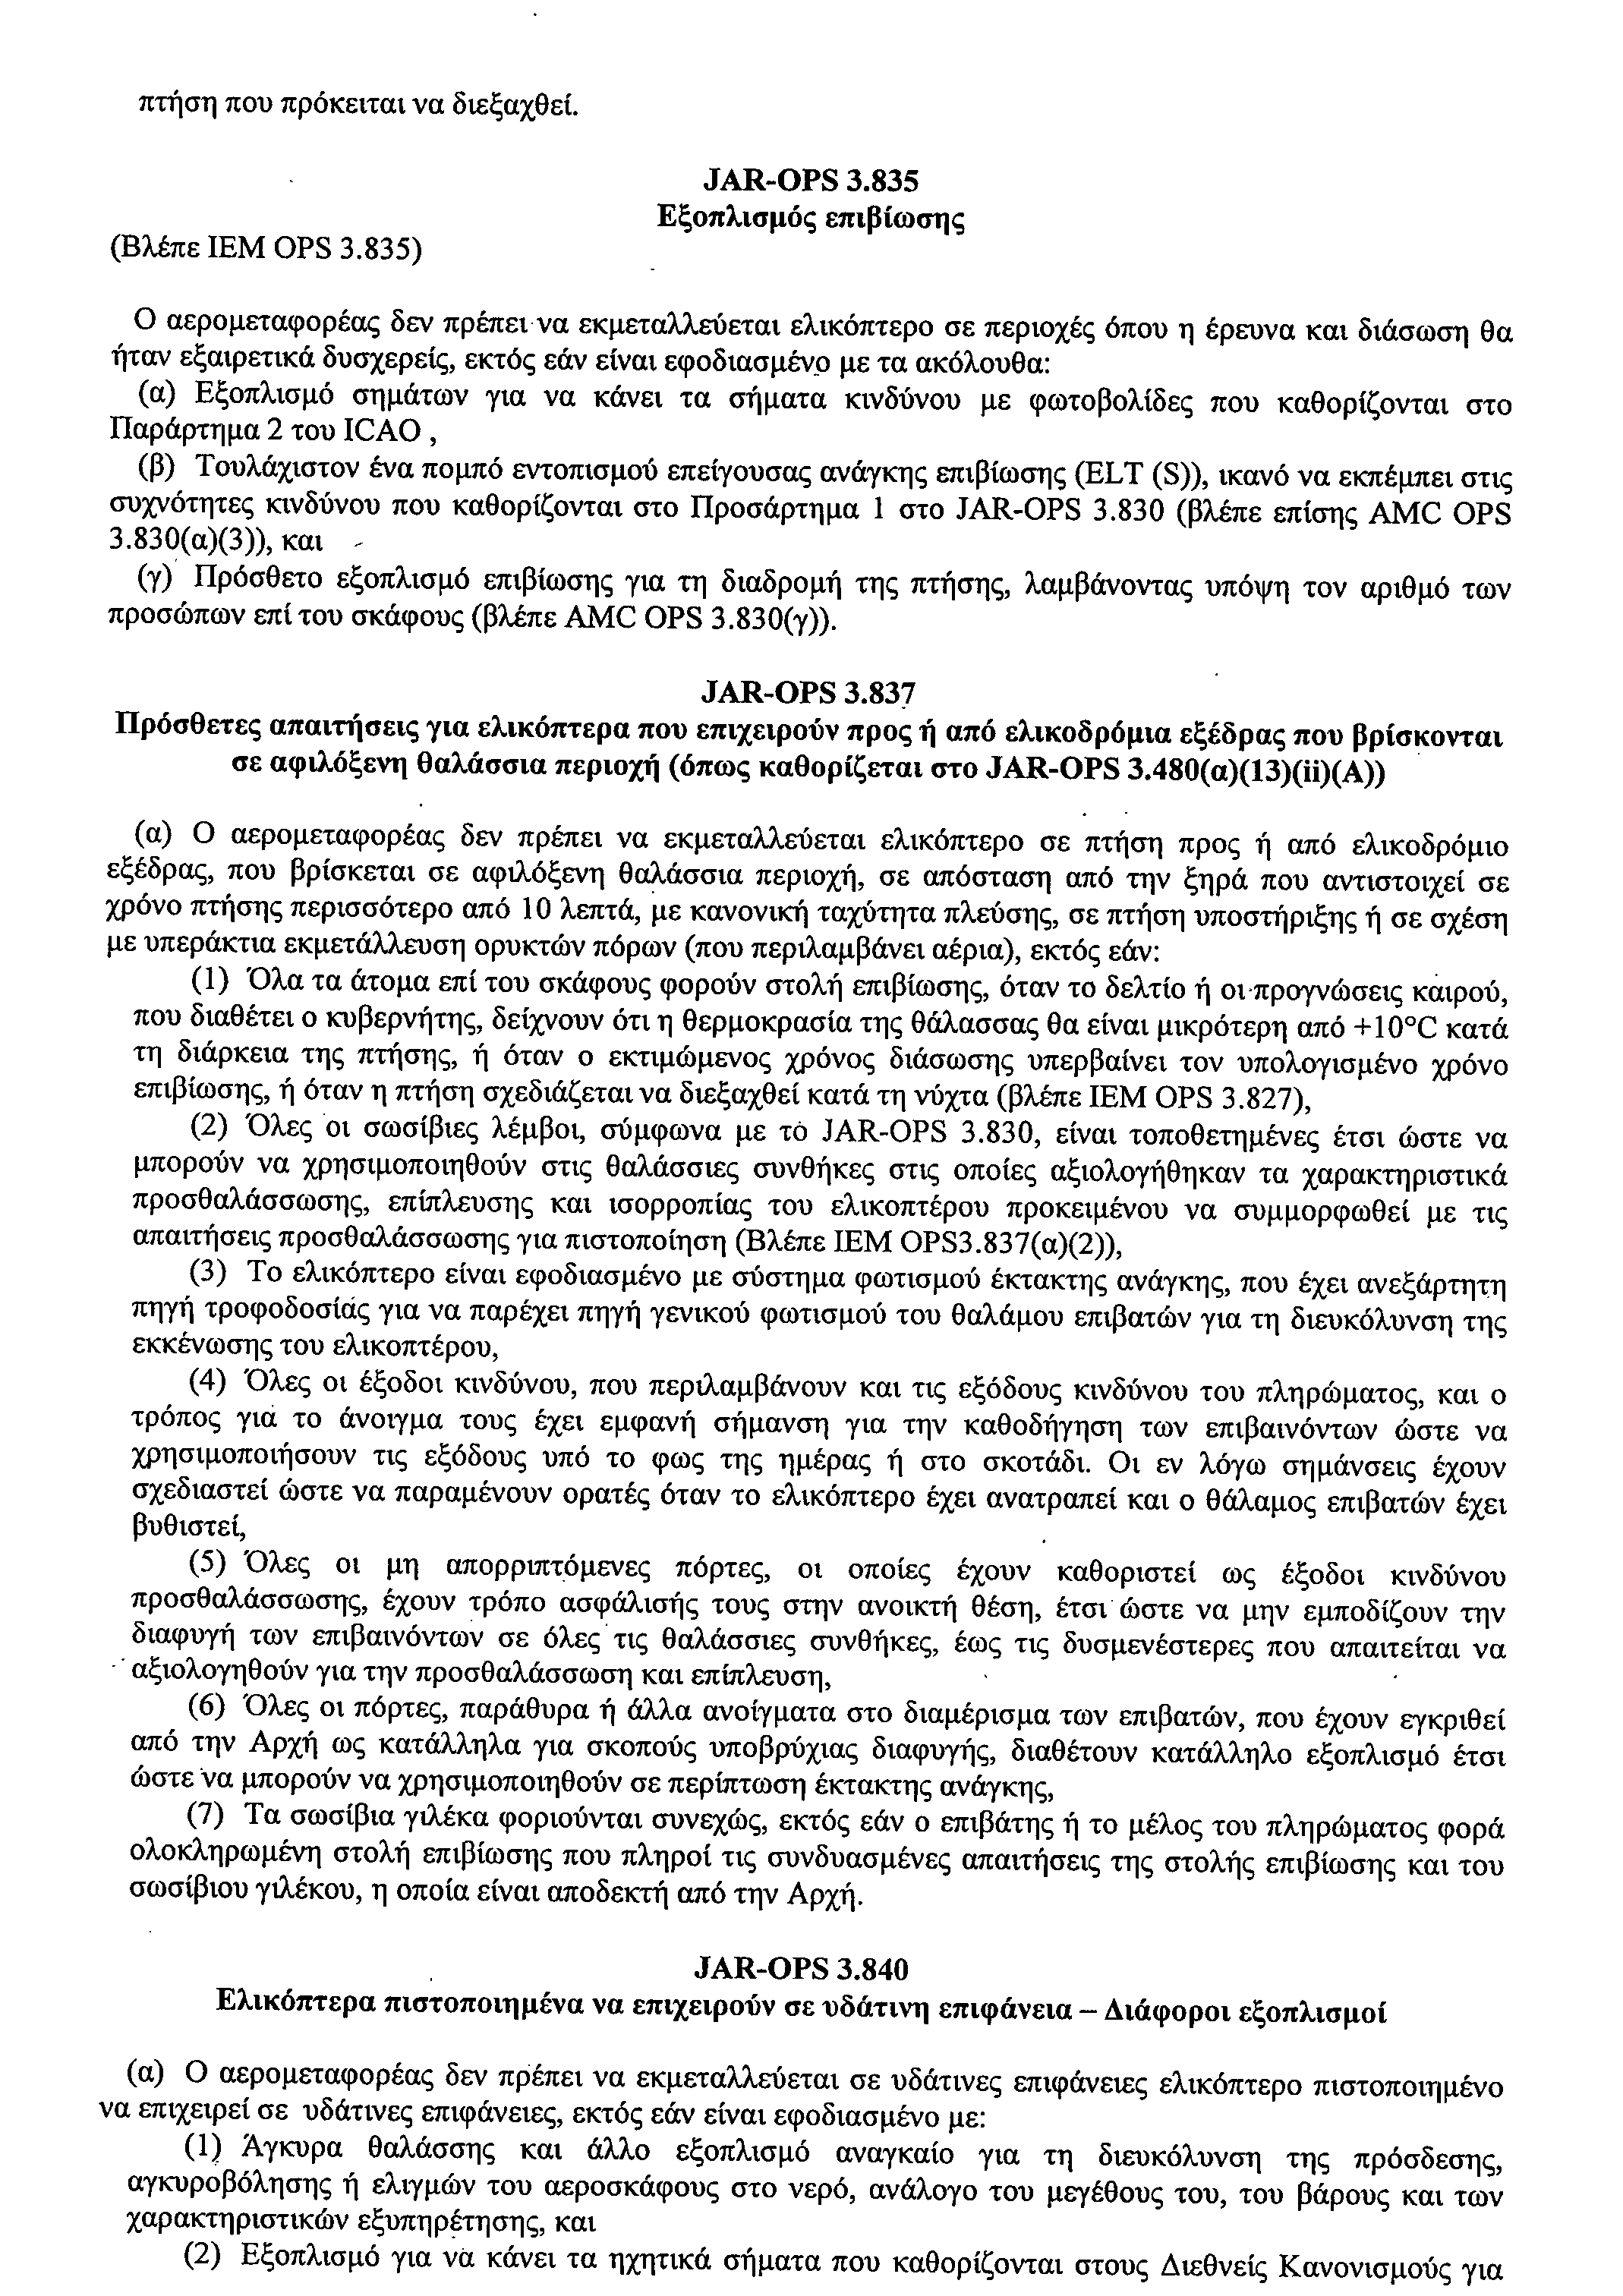 πτήση που πρόκειται να διεξαχθεί.
JAR-OPS 3.835
Εξοπλισμός επιβίωσης
(Βλέπε IEM OPS 3.835)
Ο αερομεταφορέας δεν πρέπει να εκμεταλλεύεται ελικόπτερο σε περιοχές όπου η έρευνα και διάσωση θα
ήταν εξαιρετικά δυσχερείς, εκτός εάν είναι εφοδιασμένο με τα ακόλουθα:
(α) Εξοπλισμό σημάτων για να κάνει τα σήματα κινδύνου με φωτοβολίδες που καθορίζονται στο
Παράρτημα 2 του ICAO ,
(β) Τουλάχιστον ένα πομπό εντοπισμού επείγουσας ανάγκης επιβίωσης (ELT (S)), ικανό να εκπέμπει στις
συχνότητες κινδύνου που καθορίζονται στο Προσάρτημα 1 στο JAR-OPS 3.830 (βλέπε επίσης AMC OPS
3.830(α)(3)), και
(γ) Πρόσθετο εξοπλισμό επιβίωσης για τη διαδρομή της πτήσης, λαμβάνοντας υπόψη τον αριθμό των
προσώπων επί του σκάφους (βλέπε AMC OPS 3.830(γ)).
JAR-OPS 3.837
Πρόσθετες απαιτήσεις για ελικόπτερα που επιχειρούν προς ή από ελικοδρόμια εξέδρας που βρίσκονται
σε αφιλόξενη θαλάσσια περιοχή (όπως καθορίζεται στο JAR-OPS 3.480(α)(13)(ii)(A))
(α) Ο αερομεταφορέας δεν πρέπει να εκμεταλλεύεται ελικόπτερο σε πτήση προς ή από ελικοδρόμιο
εξέδρας, που βρίσκεται σε αφιλόξενη θαλάσσια περιοχή, σε απόσταση από την ξηρά που αντιστοιχεί σε
χρόνο πτήσης περισσότερο από 10 λεπτά, με κανονική ταχύτητα πλεύσης, σε πτήση υποστήριξης ή σε σχέση
με υπεράκτια εκμετάλλευση ορυκτών πόρων (που περιλαμβάνει αέρια), εκτός εάν:
(1) Όλα τα άτομα επί του σκάφους φορούν στολή επιβίωσης, όταν το δελτίο ή οι προγνώσεις καιρού,
που διαθέτει ο κυβερνήτης, δείχνουν ότι η θερμοκρασία της θάλασσας θα είναι μικρότερη από +10°C κατά
τη διάρκεια της πτήσης, ή όταν ο εκτιμώμενος χρόνος διάσωσης υπερβαίνει τον υπολογισμένο χρόνο
επιβίωσης, ή όταν η πτήση σχεδιάζεται να διεξαχθεί κατά τη νύχτα (βλέπε IEM OPS 3.827),
(2) Όλες οι σωσίβιες λέμβοι, σύμφωνα με το JAR-OPS 3.830, είναι τοποθετημένες έτσι ώστε να
μπορούν να χρησιμοποιηθούν στις θαλάσσιες συνθήκες στις οποίες αξιολογήθηκαν τα χαρακτηριστικά
προσθαλάσσωσης, επίπλευσης και ισορροπίας του ελικοπτέρου προκειμένου να συμμορφωθεί με τις
απαιτήσεις προσθαλάσσωσης για πιστοποίηση (Βλέπε IEM OPS3.837(α)(2)),
(3) Το ελικόπτερο είναι εφοδιασμένο με σύστημα φωτισμού έκτακτης ανάγκης, που έχει ανεξάρτητη
πηγή τροφοδοσίας για να παρέχει πηγή γενικού φωτισμού του θαλάμου επιβατών για τη διευκόλυνση της
εκκένωσης του ελικοπτέρου,
(4) Όλες οι έξοδοι κινδύνου, που περιλαμβάνουν και τις εξόδους κινδύνου του πληρώματος, και ο
τρόπος για το άνοιγμα τους έχει εμφανή σήμανση για την καθοδήγηση των επιβαινόντων ώστε να
χρησιμοποιήσουν τις εξόδους υπό το φως της ημέρας ή στο σκοτάδι. Οι εν λόγω σημάνσεις έχουν
σχεδιαστεί ώστε να παραμένουν ορατές όταν το ελικόπτερο έχει ανατραπεί και ο θάλαμος επιβατών έχει
βυθιστεί,
(5) Όλες οι μη απορριπτόμενες πόρτες, οι οποίες έχουν καθοριστεί ως έξοδοι κινδύνου
προσθαλάσσωσης, έχουν τρόπο ασφάλισής τους στην ανοικτή θέση, έτσι ώστε να μην εμποδίζουν την
διαφυγή των επιβαινόντων σε όλες τις θαλάσσιες συνθήκες, έως τις δυσμενέστερες που απαιτείται να
αξιολογηθούν για την προσθαλάσσωση και επίπλευση,
(6) Όλες οι πόρτες, παράθυρα ή άλλα ανοίγματα στο διαμέρισμα των επιβατών, που έχουν εγκριθεί
από την Αρχή ως κατάλληλα για σκοπούς υποβρύχιας διαφυγής, διαθέτουν κατάλληλο εξοπλισμό έτσι
ώστε να μπορούν να χρησιμοποιηθούν σε περίπτωση έκτακτης ανάγκης,
(7) Τα σωσίβια γιλέκα φοριούνται συνεχώς, εκτός εάν ο επιβάτης ή το μέλος του πληρώματος φορά
ολοκληρωμένη στολή επιβίωσης που πληροί τις συνδυασμένες απαιτήσεις της στολής επιβίωσης και του
σωσίβιου γιλέκου, η οποία είναι αποδεκτή από την Αρχή.
JAR-OPS 3.840
Ελικόπτερα πιστοποιημένα να επιχειρούν σε υδάτινη επιφάνεια – Διάφοροι εξοπλισμοί
(α) Ο αερομεταφορέας δεν πρέπει να εκμεταλλεύεται σε υδάτινες επιφάνειες ελικόπτερο πιστοποιημένο
να επιχειρεί σε υδάτινες επιφάνειες, εκτός εάν είναι εφοδιασμένο με:
(1) Άγκυρα θαλάσσης και άλλο εξοπλισμό αναγκαίο για τη διευκόλυνση της πρόσδεσης,
αγκυροβόλησης ή ελιγμών του αεροσκάφους στο νερό, ανάλογο του μεγέθους του, του βάρους και των
χαρακτηριστικών εξυπηρέτησης, και
(2) Εξοπλισμό για να κάνει τα ηχητικά σήματα που καθορίζονται στους Διεθνείς Κανονισμούς για